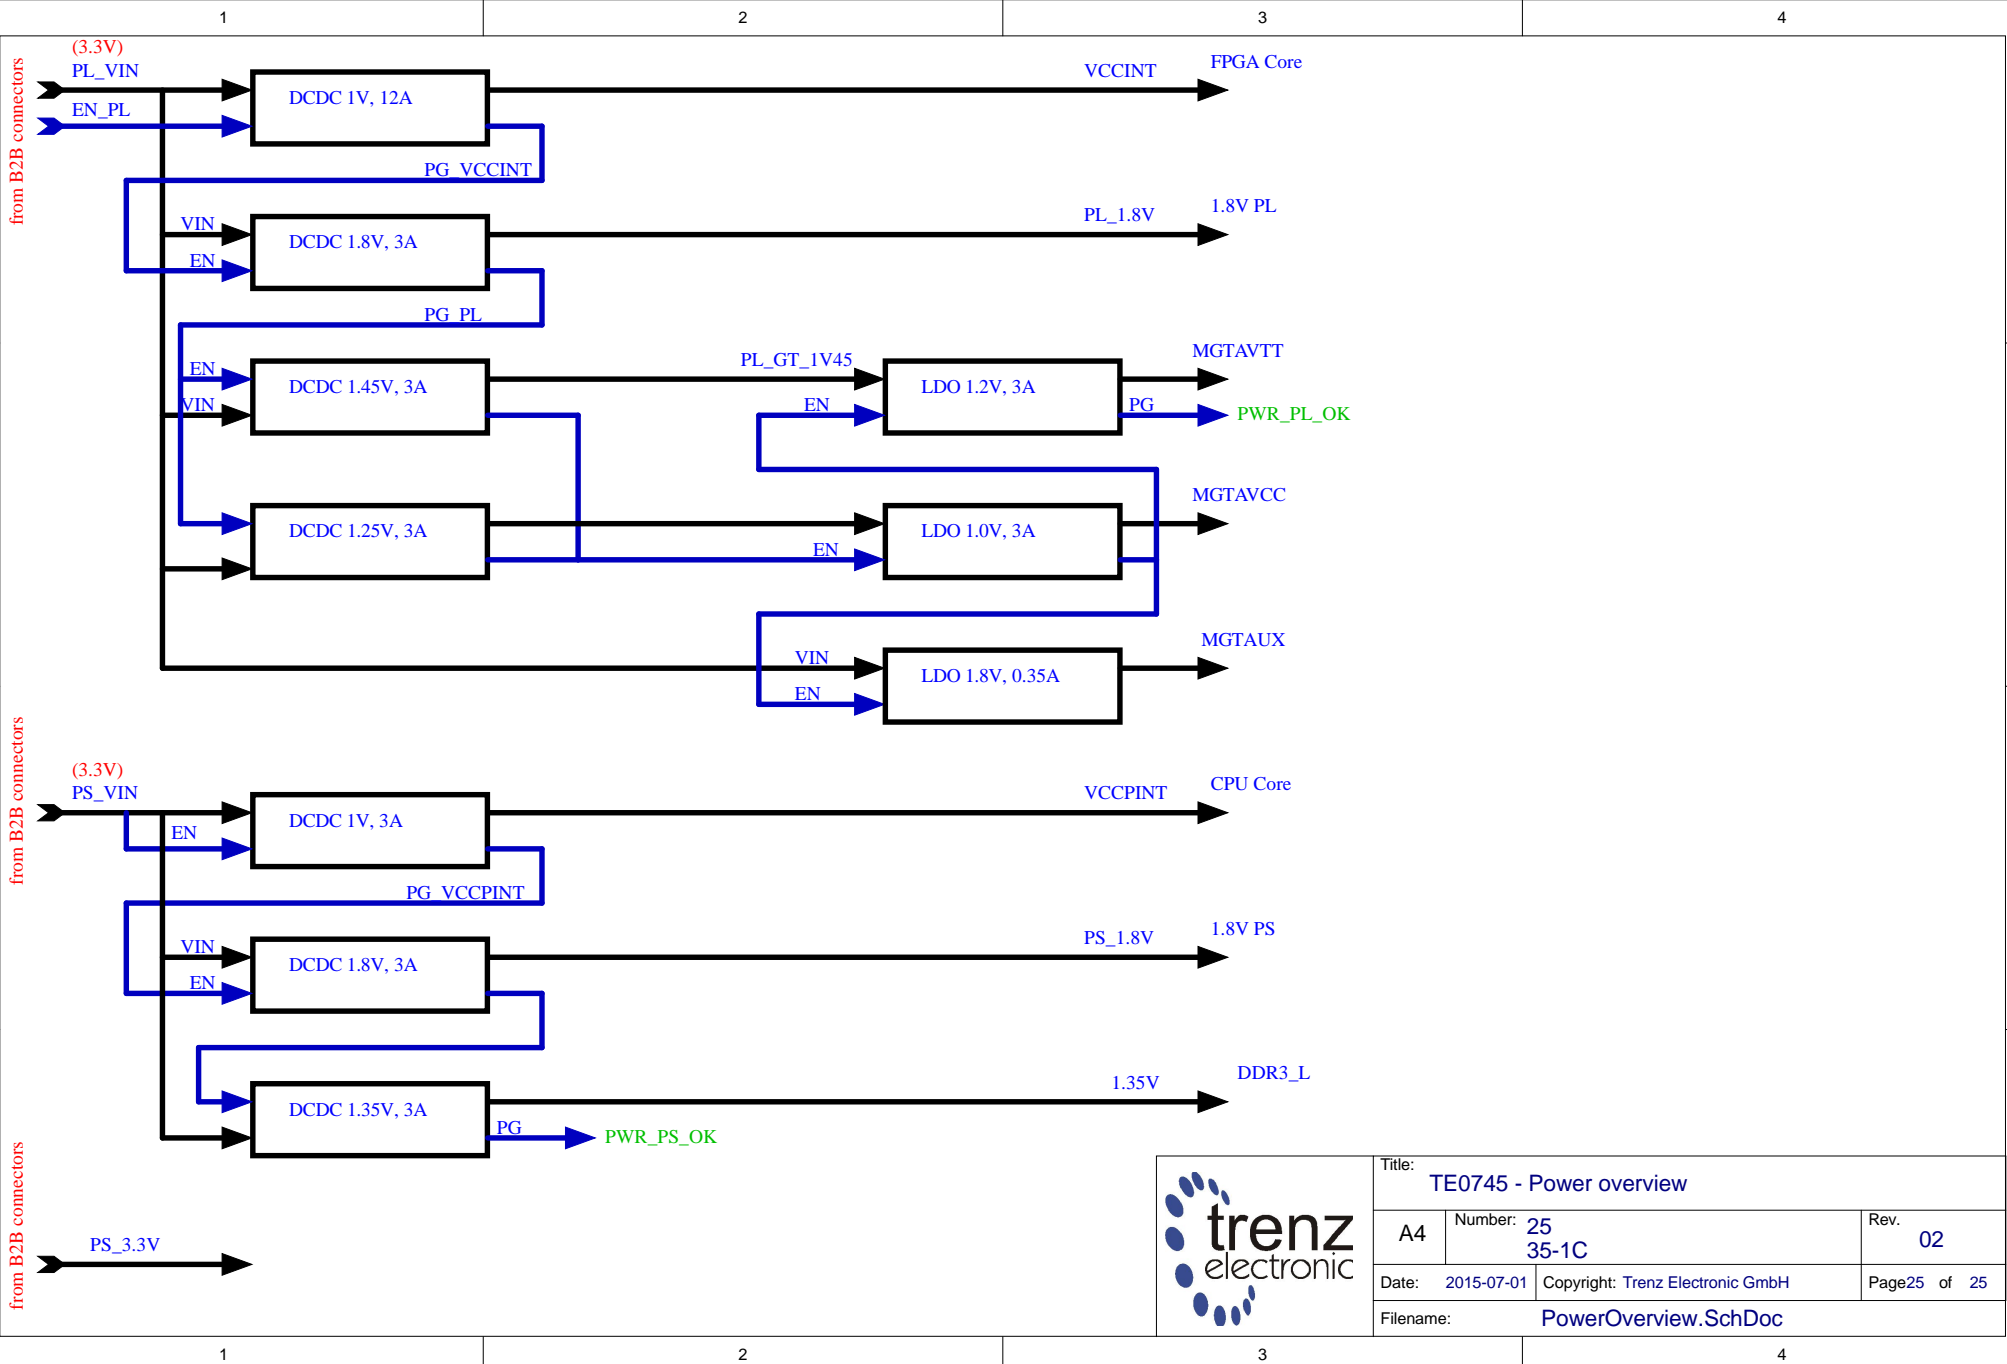 1 2 3 4
(3.3V)
PL_VIN
EN_PL
from B2B connectors
DCDC 1V, 12A
VCCINT
FPGA Core
PG_VCCINT
VIN
EN
DCDC 1.8V, 3A
PL_1.8V
1.8V PL
PG_PL
EN
VIN
DCDC 1.45V, 3A
PL_GT_1V45
EN
LDO 1.2V, 3A
MGTAVTT
PG
PWR_PL_OK
DCDC 1.25V, 3A
EN
LDO 1.0V, 3A
MGTAVCC
VIN
EN
LDO 1.8V, 0.35A
MGTAUX
from B2B connectors
(3.3V)
PS_VIN
EN
DCDC 1V, 3A
VCCPINT
CPU Core
PG_VCCPINT
VIN
EN
DCDC 1.8V, 3A
PS_1.8V
1.8V PS
DCDC 1.35V, 3A
1.35V
DDR3_L
PG
PWR_PS_OK
from B2B connectors
PS_3.3V
trenz
electronic
Title:
TE0745 - Power overview
A4
Number: 25
35-1C
Rev.
02
Date: 2015-07-01 Copyright: Trenz Electronic GmbH Page25 of 25
Filename: PowerOverview.SchDoc
1 2 3 4